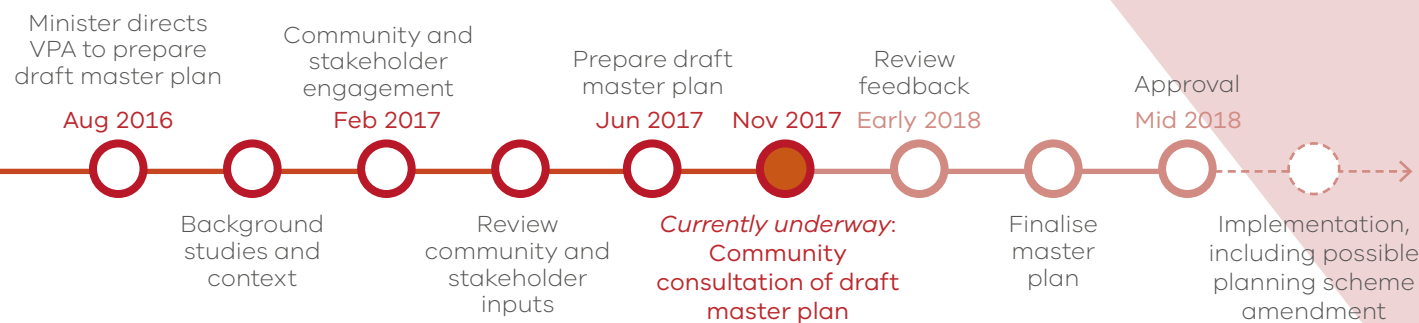 Minister directs
VPA to prepare
draft master plan
Aug 2016
Background
studies and
context
Community and
stakeholder
engagement
Feb 2017
Review
community and
stakeholder
inputs
Prepare draft
master plan
Jun 2017
Nov 2017
Currently underway:
Community
consultation of draft
master plan
Review
feedback
Early 2018
Finalise
master
plan
Approval
Mid 2018
Implementation,
including possible
planning scheme
amendment